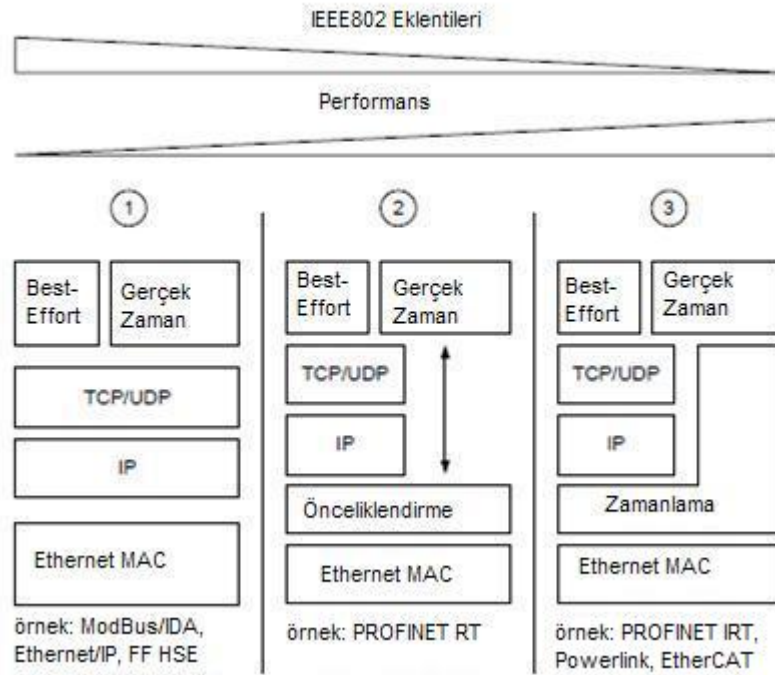 IEEE802 Eklentileri
Performans
1
2
3
Best-
Effort
Gerçek
Zaman
TCP/UDP
IP
Ethernet MAC
örnek: ModBus/IDA,
Ethernet/IP, FF HSE
Best-
Effort
Gerçek
Zaman
TCP/UDP
IP
Önceliklendirme
Ethernet MAC
örnek: PROFINET RT
Best-
Effort
Gerçek
Zaman
TCP/UDP
IP
Zamanlama
Ethernet MAC
örnek: PROFINET IRT,
Powerlink, EtherCAT